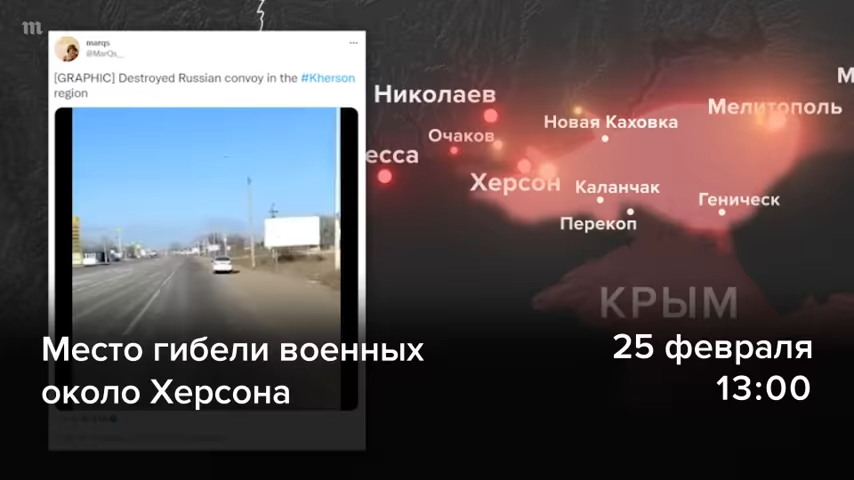 m
marqs
@MarQs_
[GRAPHIC] Destroyed Russian convoy in the #Kherson
region
Николаев
Очаков
есса
Херсон
Новая Каховка
Каланчак
Перекоп
Мелитополь
М
Геническ
КРЫМ
Место гибели военных
около Херсона
25 февраля
13:00